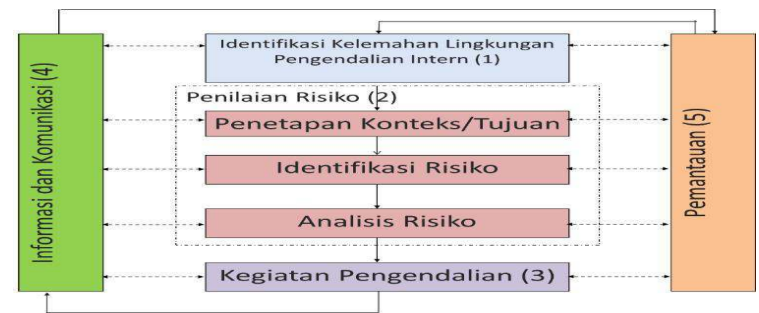 Informasi dan Komunikasi (4)
Identifikasi Kelemahan Lingkungan
Pengendalian Intern (1)
Penilaian Risiko (2)
Penetapan Konteks/Tujuan
Identifikasi Risiko
Analisis Risiko
Kegiatan Pengendalian (3)
Pemantauan (5)